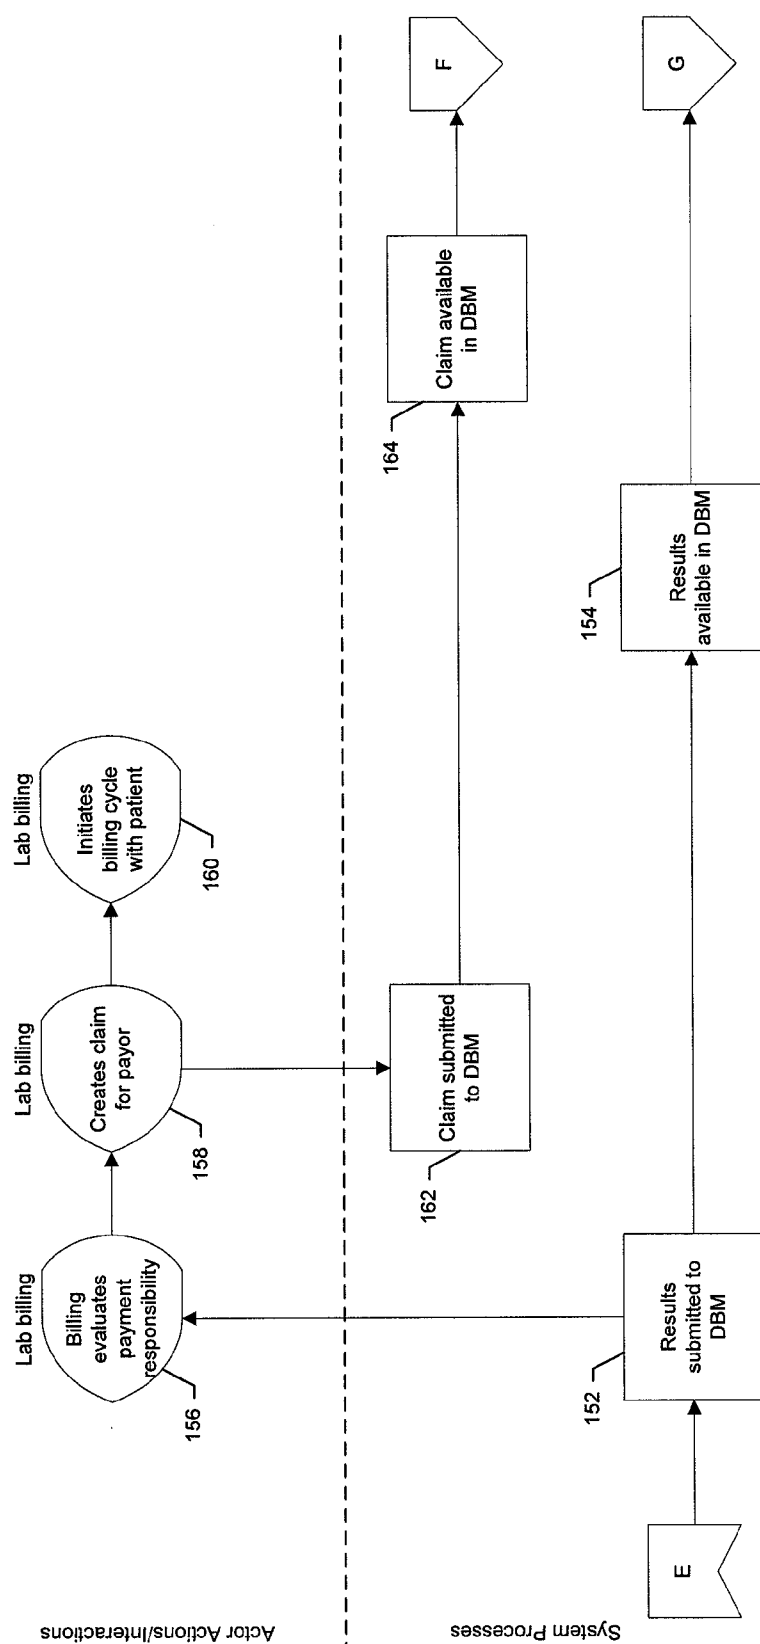 Actor Actions/Interactions
Lab billing
Billing
evaluates
payment
responsibility
156
Lab billing
Creates claim
for payor
158
Lab billing
Initiates
billing cycle
with patient
160
System Processes
Claim submitted
to DBM
162
Claim available
in DBM
164
F
E
Results
submitted to
DBM
152
Results
available in DBM
154
G